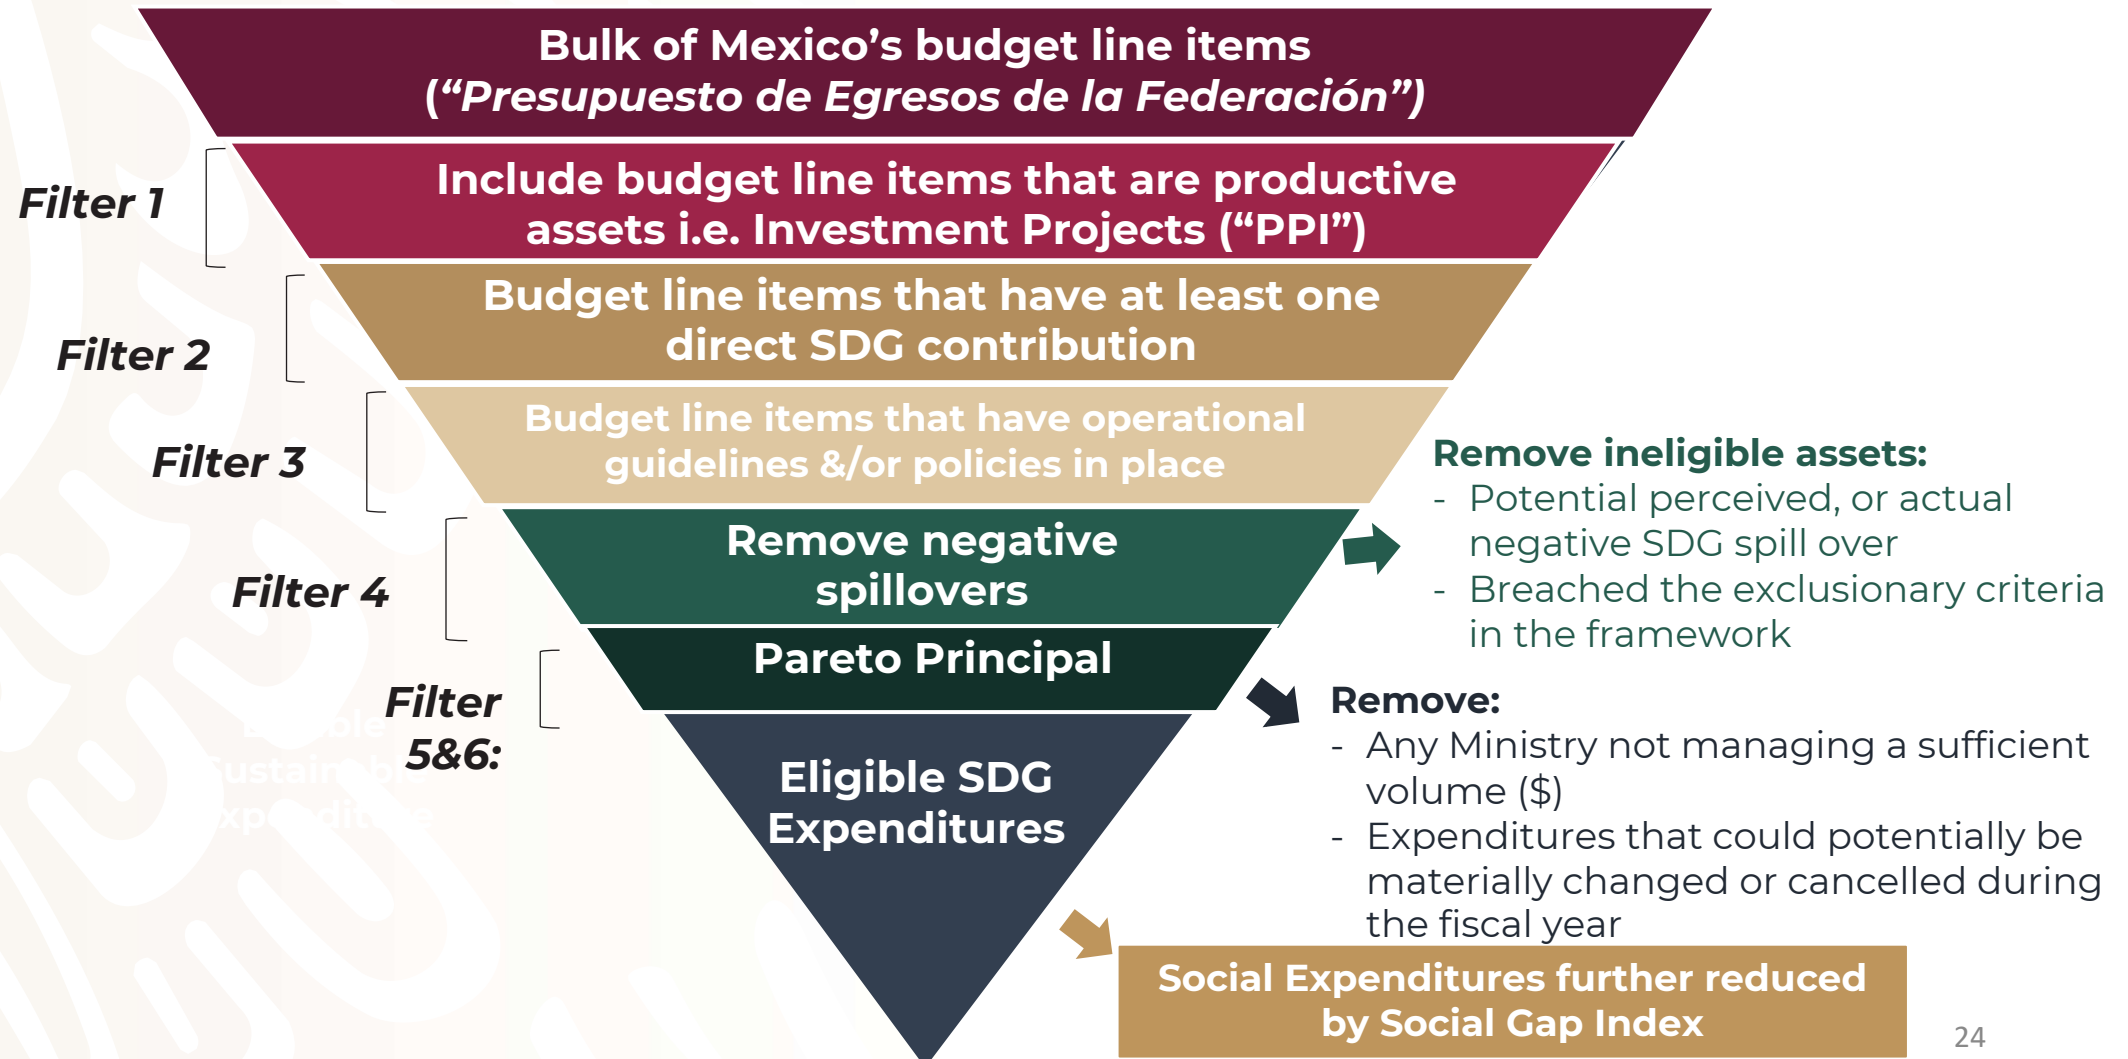 Bulk of Mexico’s budget line items
(“Presupuesto de Egresos de la Federación”)
Filter 1
Include budget line items that are productive
assets i.e. Investment Projects (“PPI”)
Filter 2
Budget line items that have at least one
direct SDG contribution
Filter 3
Budget line items that have operational
guidelines &/or policies in place
Filter 4
Remove negative
spillovers
Remove ineligible assets:
- Potential perceived, or actual
negative SDG spill over
- Breached the exclusionary criteria
in the framework
Filter
5&6:
Pareto Principal
Remove:
- Any Ministry not managing a sufficient
volume ($)
- Expenditures that could potentially be
materially changed or cancelled during
the fiscal year
Eligible SDG
Expenditures
Social Expenditures further reduced
by Social Gap Index
24